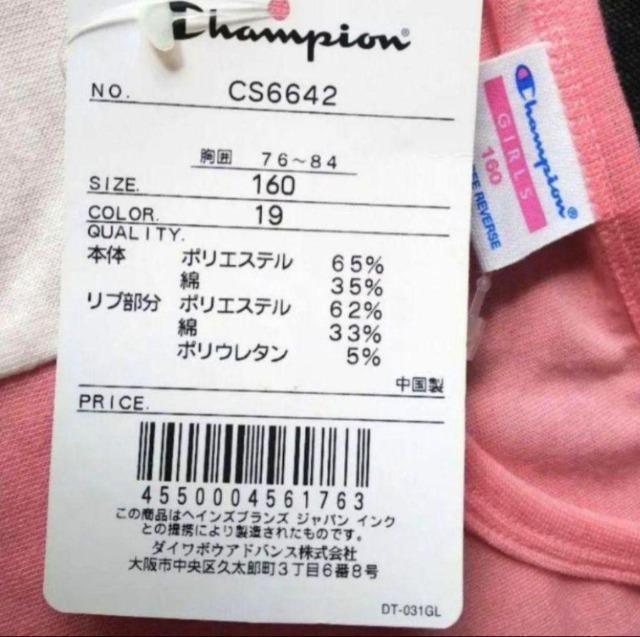 Champion®
NO. CS6642
胸囲 76～84
SIZE. 160
COLOR. 19
QUALITY.
本体 ポリエステル 65%
綿 35%
リブ部分 ポリエステル 62%
綿 33%
ポリウレタン 5%
中国製
PRICE.
4550004561763
この商品はヘインズブランズ ジャパン インク
との提携により製造されたものです。
ダイワボウアドバンス株式会社
大阪市中央区久太郎町3丁目6番8号
DT-031GL
Champion®
GIRLS
160
REVERSE